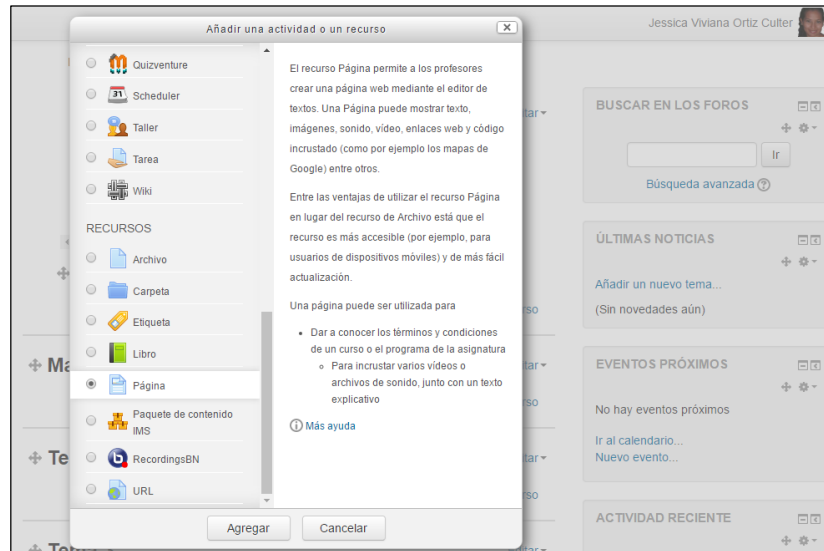 Jessica Viviana Ortiz Culter
Añadir una actividad o un recurso
Quizventure
Scheduler
Taller
Tarea
Wiki
RECURSOS
Archivo
Carpeta
Etiqueta
Libro
Página
Paquete de contenido
IMS
RecordingsBN
URL
El recurso Página permite a los profesores
crear una página web mediante el editor de
textos. Una Página puede mostrar texto,
imágenes, sonido, vídeo, enlaces web y código
incrustado (como por ejemplo los mapas de
Google) entre otros.
Entre las ventajas de utilizar el recurso Página
en lugar del recurso de Archivo está que el
recurso es más accesible (por ejemplo, para
usuarios de dispositivos móviles) y de más fácil
actualización.
Una página puede ser utilizada para
• Dar a conocer los términos y condiciones
de un curso o el programa de la asignatura
○ Para incrustar varios vídeos o
archivos de sonido, junto con un texto
explicativo
Más ayuda
Agregar
Cancelar
BUSCAR EN LOS FOROS
Ir
Búsqueda avanzada
ÚLTIMAS NOTICIAS
Añadir un nuevo tema...
(Sin novedades aún)
EVENTOS PRÓXIMOS
No hay eventos próximos
Ir al calendario...
Nuevo evento...
ACTIVIDAD RECIENTE